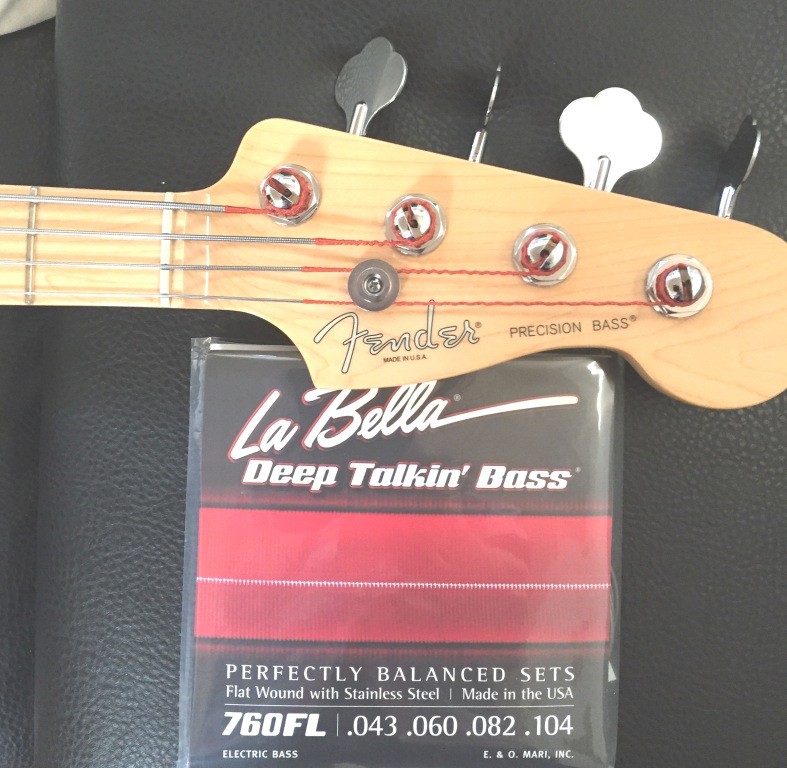 Fender®
PRECISION BASS®
MADE IN U.S.A.
La Bella®
Deep Talkin' Bass®
PERFECTLY BALANCED SETS
Flat Wound with Stainless Steel | Made in the USA
760FL | .043 .060 .082 .104
ELECTRIC BASS E. & O. MARI, INC.